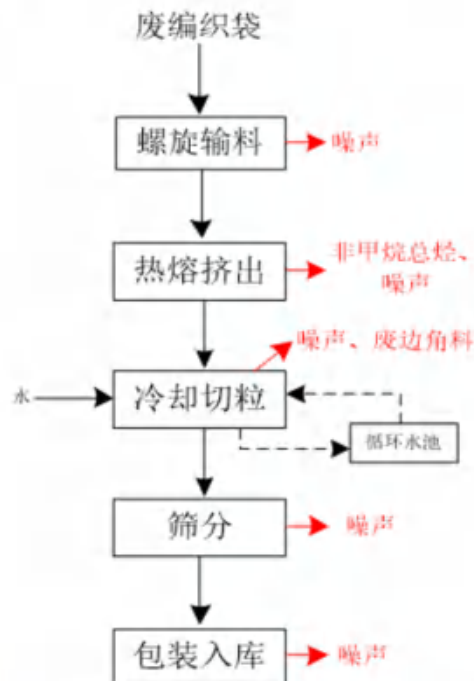 废编织袋
螺旋输料
噪声
热熔挤出
非甲烷总烃、
噪声
噪声、废边角料
水
冷却切粒
循环水池
筛分
噪声
包装入库
噪声